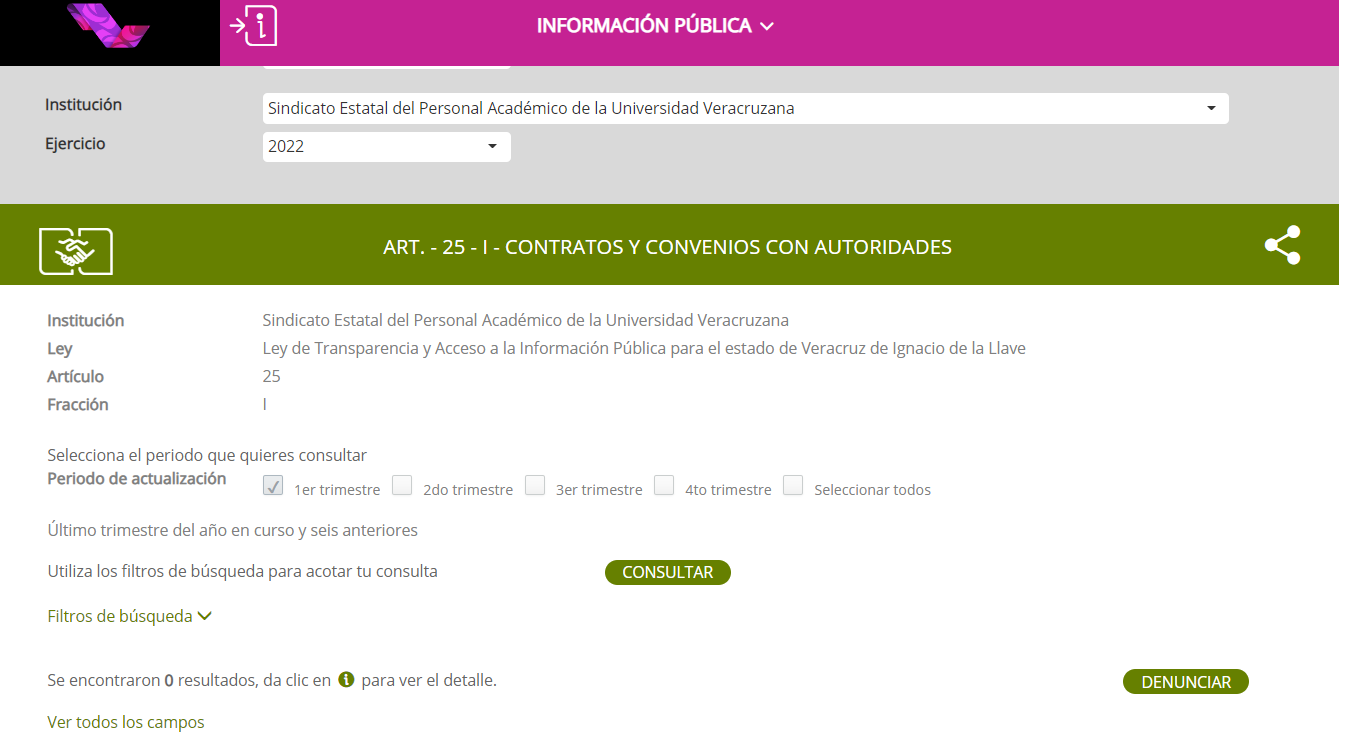 INFORMACIÓN PÚBLICA
Institución
Sindicato Estatal del Personal Académico de la Universidad Veracruzana
Ejercicio
2022
ART. - 25 - I - CONTRATOS Y CONVENIOS CON AUTORIDADES
Institución Sindicato Estatal del Personal Académico de la Universidad Veracruzana
Ley Ley de Transparencia y Acceso a la Información Pública para el estado de Veracruz de Ignacio de la Llave
Artículo 25
Fracción I
Selecciona el periodo que quieres consultar
Periodo de actualización 1er trimestre 2do trimestre 3er trimestre 4to trimestre Seleccionar todos
Último trimestre del año en curso y seis anteriores
Utiliza los filtros de búsqueda para acotar tu consulta CONSULTAR
Filtros de búsqueda
Se encontraron 0 resultados, da clic en i para ver el detalle. DENUNCIAR
Ver todos los campos